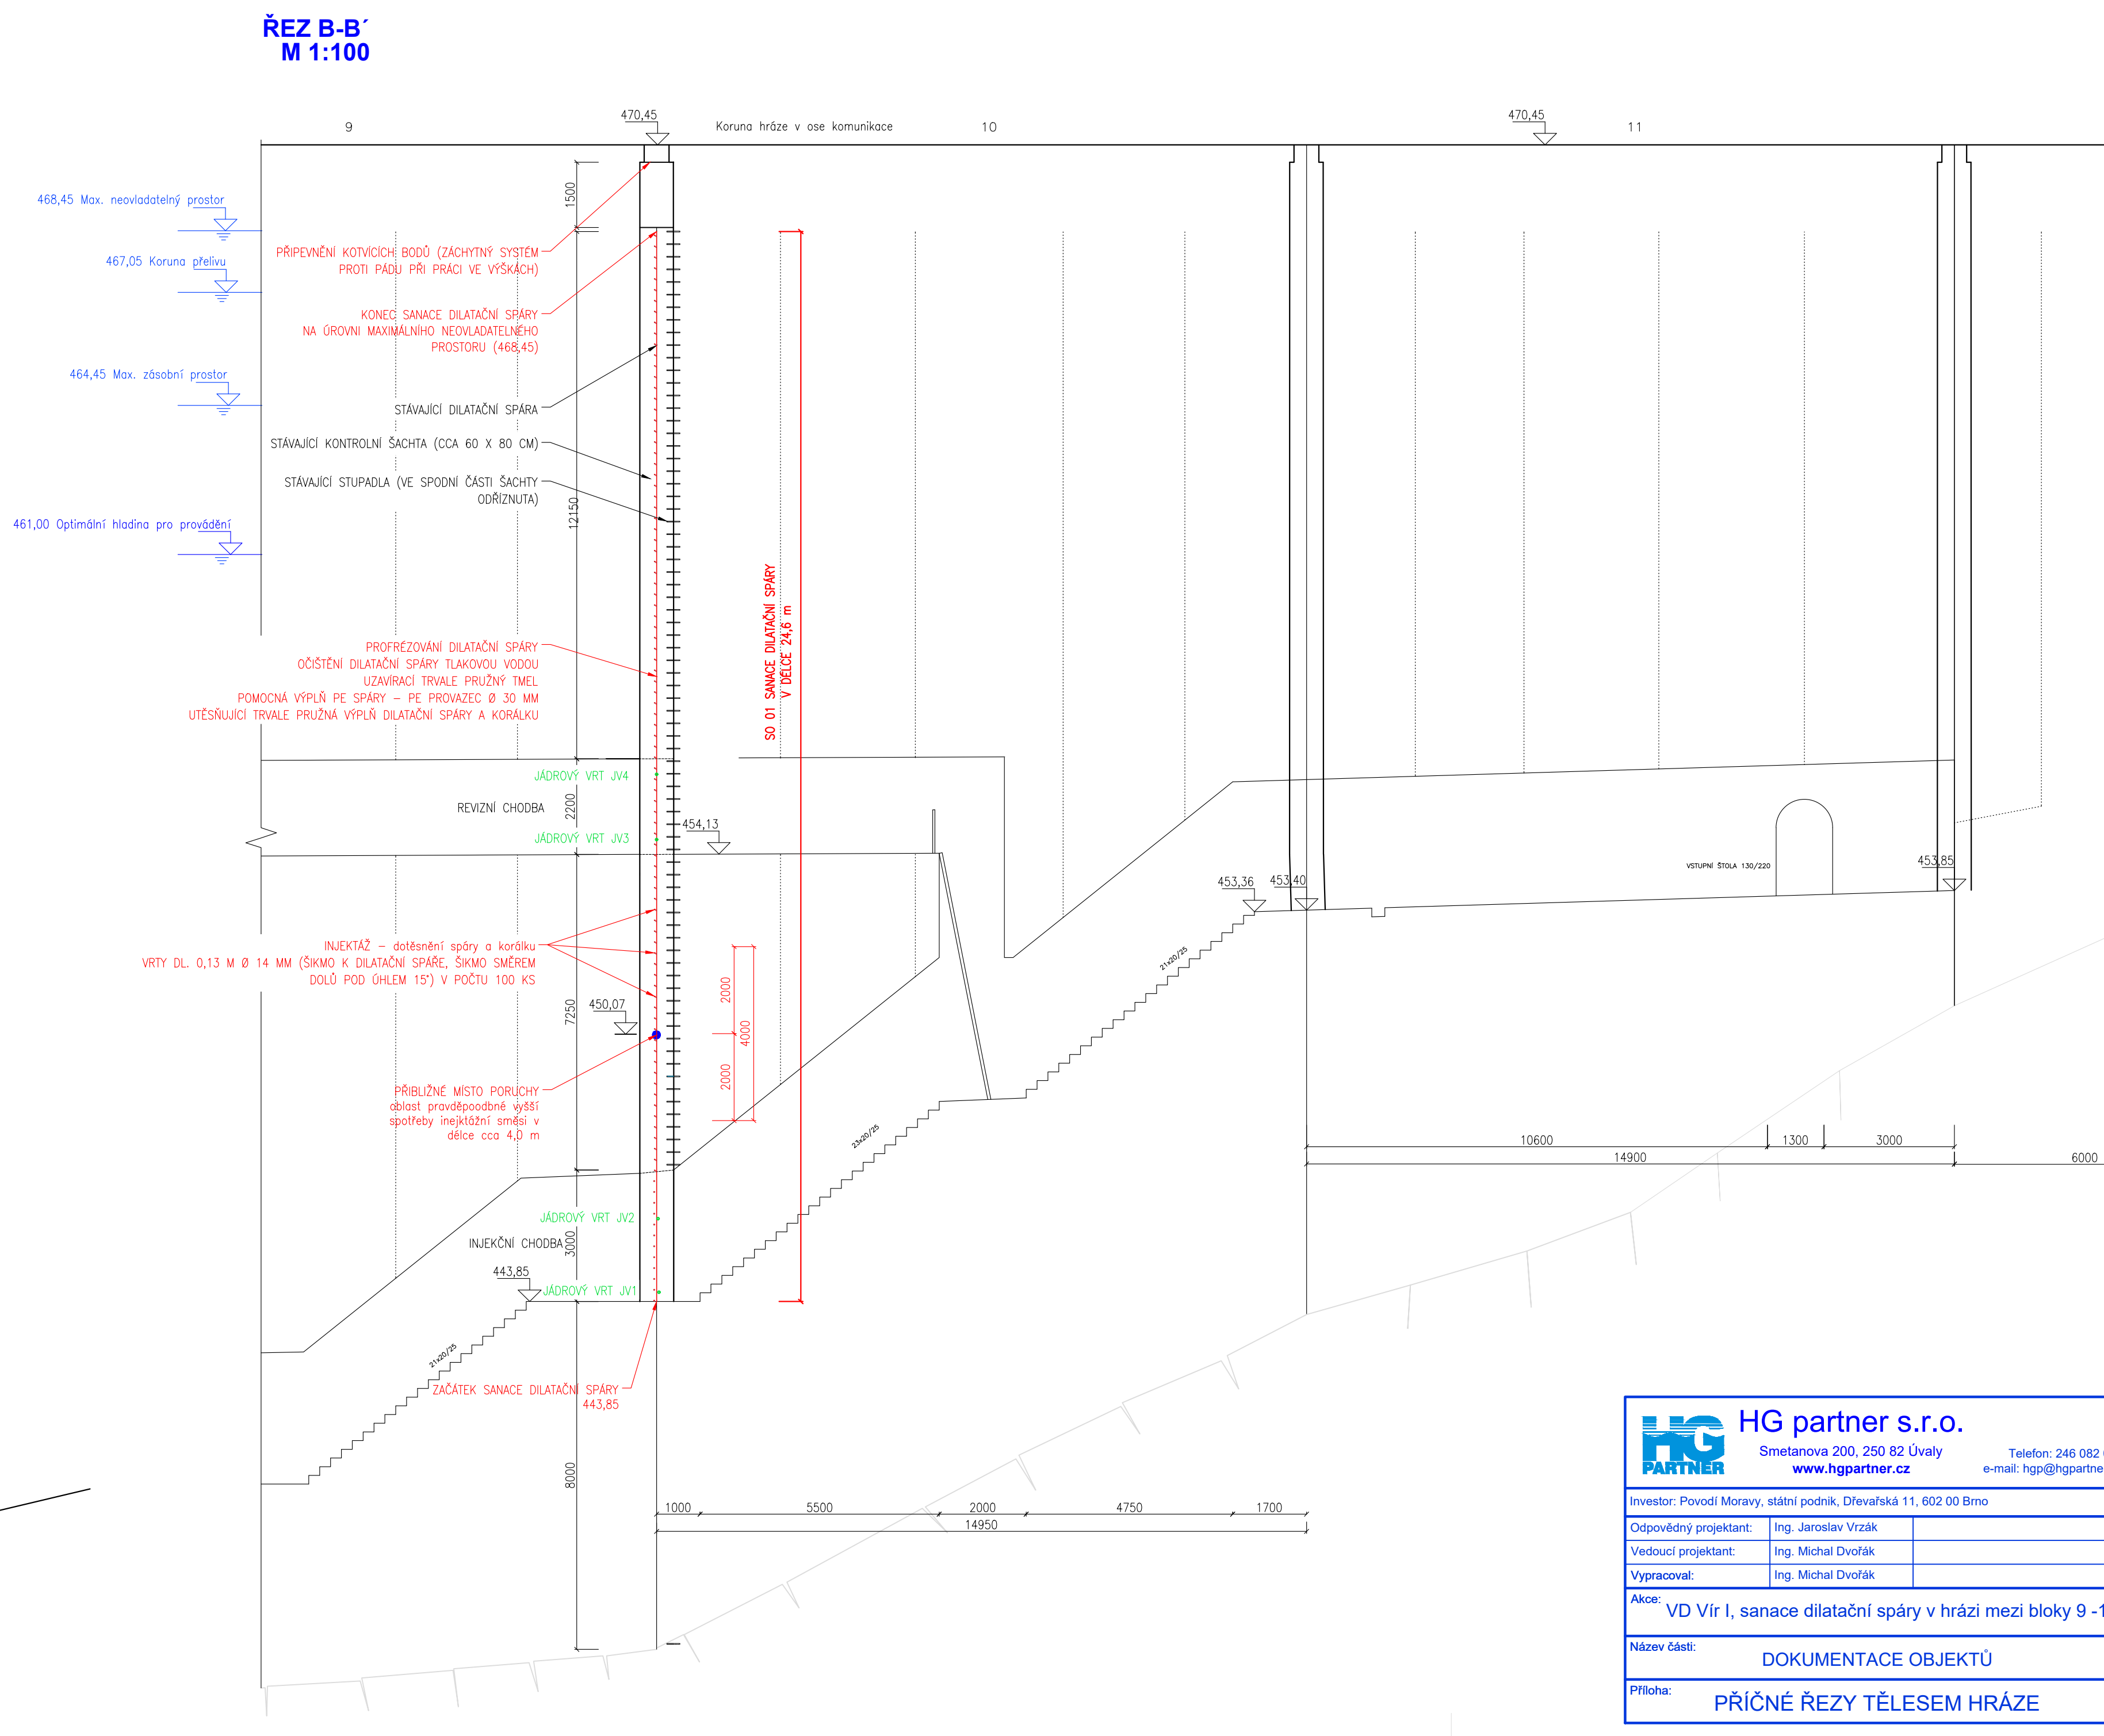 ŘEZ B-B´
M 1:100
9
470,45
Koruna hráze v ose komunikace
10
470,45
11
1500
468,45 Max. neovladatelný prostor
PŘIPEVNĚNÍ KOTVÍCÍCH BODŮ (ZÁCHYTNÝ SYSTÉM
PROTI PÁDU PŘI PRÁCI VE VÝŠKÁCH)
467,05 Koruna přelivu
KONEC SANACE DILATAČNÍ SPÁRY
NA ÚROVNI MAXIMÁLNÍHO NEOVLADATELNÉHO
PROSTORU (468,45)
464,45 Max. zásobní prostor
STÁVAJÍCÍ DILATAČNÍ SPÁRA
STÁVAJÍCÍ KONTROLNÍ ŠACHTA (CCA 60 X 80 CM)
STÁVAJÍCÍ STUPADLA (VE SPODNÍ ČÁSTI ŠACHTY
ODŘÍZNUTA)
12150
461,00 Optimální hladina pro provádění
SO 01 SANACE DILATAČNÍ SPÁRY
V DÉLCE 24,6 m
PROFRÉZOVÁNÍ DILATAČNÍ SPÁRY
OČIŠTĚNÍ DILATAČNÍ SPÁRY TLAKOVOU VODOU
UZAVÍRACÍ TRVALE PRUŽNÝ TMEL
POMOCNÁ VÝPLŇ PE SPÁRY – PE PROVAZEC Ø 30 MM
UTĚSŇUJÍCÍ TRVALE PRUŽNÁ VÝPLŇ DILATAČNÍ SPÁRY A KORÁLKU
JÁDROVÝ VRT JV4
REVIZNÍ CHODBA
2200
JÁDROVÝ VRT JV3
454,13
VSTUPNÍ ŠTOLA 130/220
453,85
453,36
453,40
INJEKTÁŽ – dotěsnění spáry a korálku
VRTY DL. 0,13 M Ø 14 MM (ŠIKMO K DILATAČNÍ SPÁŘE, ŠIKMO SMĚREM
DOLŮ POD ÚHLEM 15°) V POČTU 100 KS
21x20/25
7250
450,07
2000
4000
2000
PŘIBLIŽNÉ MÍSTO PORUCHY
oblast pravděpoodbné vyšší
spotřeby inejktážní směsi v
délce cca 4,0 m
23x20/25
10600
1300
3000
14900
6000
JÁDROVÝ VRT JV2
INJEKČNÍ CHODBA
3000
443,85
JÁDROVÝ VRT JV1
21x20/25
ZAČÁTEK SANACE DILATAČNÍ SPÁRY
443,85
8000
1000
5500
2000
4750
1700
14950
HG
PARTNER
HG partner s.r.o.
Smetanova 200, 250 82 Úvaly
www.hgpartner.cz
Telefon: 246 082
e-mail: hgp@hgpartne
Investor: Povodí Moravy, státní podnik, Dřevařská 11, 602 00 Brno
Odpovědný projektant: Ing. Jaroslav Vrzák
Vedoucí projektant: Ing. Michal Dvořák
Vypracoval: Ing. Michal Dvořák
Akce: VD Vír I, sanace dilatační spáry v hrázi mezi bloky 9 -1
Název části:
DOKUMENTACE OBJEKTŮ
Příloha:
PŘÍČNÉ ŘEZY TĚLESEM HRÁZE